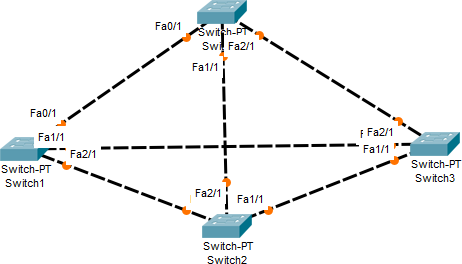 Fa0/1
Switch-PT
Fa2/1
Fa1/1
Fa0/1
Fa1/1
Fa2/1
Switch-PT
Switch1
Fa2/1
Fa1/1
Switch-PT
Switch3
Fa2/1
Fa1/1
Switch-PT
Switch2